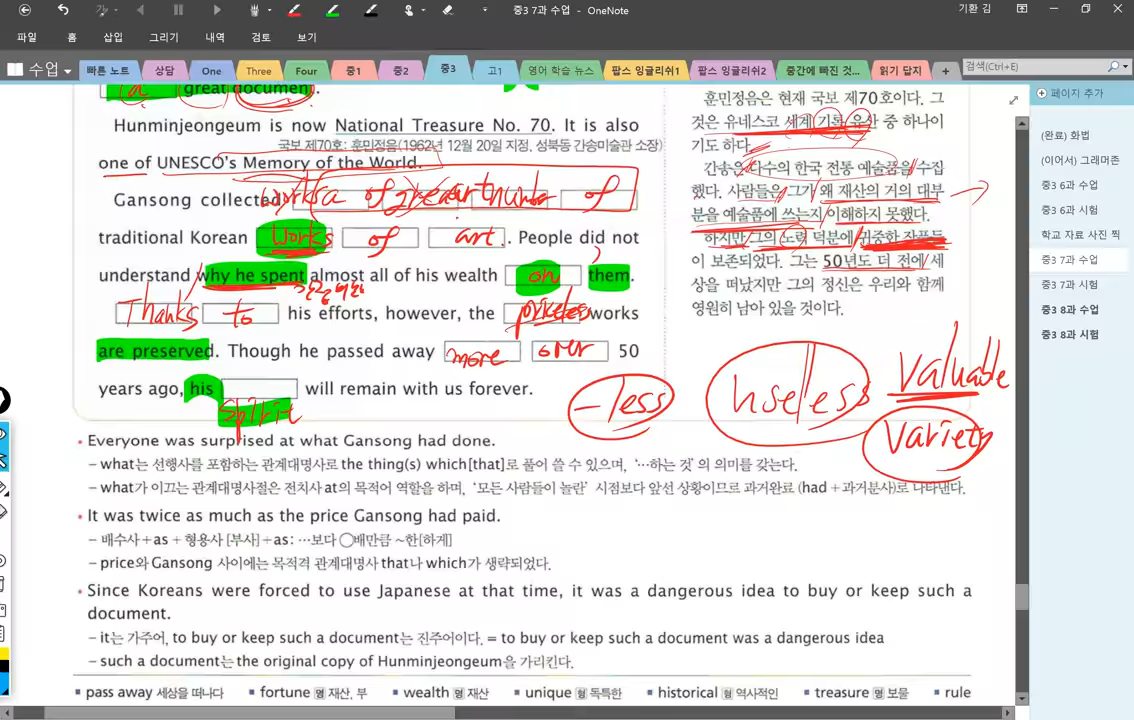 중3 7과 수업 - OneNote
기환 김
파일 홈 삽입 그리기 내역 검토 보기
수업 빠른 노트 상담 One Three Four 중1 중2 중3 고1 영어 학습 뉴스 팝스 잉글리쉬1 팝스 잉글리쉬2 중간에 빠진 것... 읽기 답지 + 검색(Ctrl+E)
페이지 추가
(완료) 화법
(이어서) 그래머존
중3 6과 수업
중3 6과 시험
학교 자료 사진 찍
중3 7과 수업
중3 7과 시험
중3 8과 수업
중3 8과 시험
a great document.
Hunminjeongeum is now National Treasure No. 70. It is also
국보 제70호: 훈민정음(1962년 12월 20일 지정, 성북동 간송미술관 소장)
one of UNESCO's Memory of the World.
Gansong collected a of
traditional Korean works of art. People did not
understand why he spent almost all of his wealth on them.
Thanks to his efforts, however, the priceless works
are preserved. Though he passed away more over 50
years ago, his spirit will remain with us forever.
훈민정음은 현재 국보 제70호이다. 그
것은 유네스코 세계 기록 유산 중 하나이
기도 하다.
간송은 다수의 한국 전통 예술품을 수집
했다. 사람들은 그가 왜 재산의 거의 대부
분을 예술품에 쓰는지 이해하지 못했다.
하지만 그의 노력 덕분에 귀중한 작품들
이 보존되었다. 그는 50년도 더 전에 세
상을 떠났지만 그의 정신은 우리와 함께
영원히 남아 있을 것이다.
-less useless valuable
variety
• Everyone was surprised at what Gansong had done.
– what는 선행사를 포함하는 관계대명사로 the thing(s) which[that]로 풀어 쓸 수 있으며, ‘…하는 것’의 의미를 갖는다.
– what가 이끄는 관계대명사절은 전치사 at의 목적어 역할을 하며, ‘모든 사람들이 놀란’ 시점보다 앞선 상황이므로 과거완료 (had + 과거분사)로 나타낸다.
• It was twice as much as the price Gansong had paid.
– 배수사 + as + 형용사 [부사] + as: …보다 ◯배만큼 ~한[하게]
– price와 Gansong 사이에는 목적격 관계대명사 that나 which가 생략되었다.
• Since Koreans were forced to use Japanese at that time, it was a dangerous idea to buy or keep such a
document.
– it는 가주어, to buy or keep such a document는 진주어이다. = to buy or keep such a document was a dangerous idea
– such a document는 the original copy of Hunminjeongeum을 가리킨다.
▪ pass away 세상을 떠나다 ▪ fortune 명 재산, 부 ▪ wealth 명 재산 ▪ unique 형 독특한 ▪ historical 형 역사적인 ▪ treasure 명 보물 ▪ rule